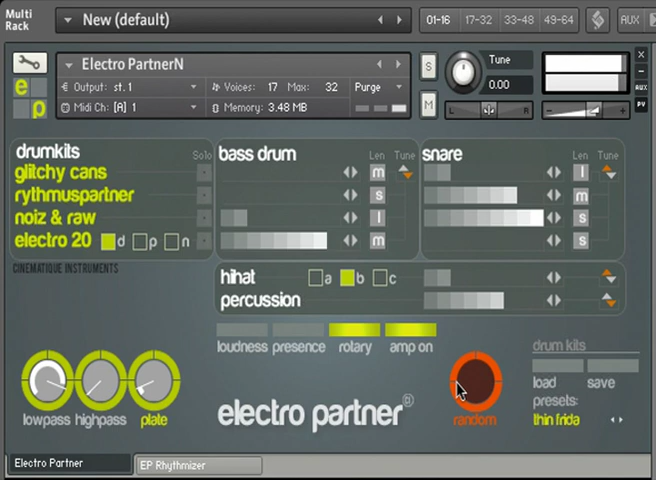 Multi Rack
New (default)
01-16 17-32 33-48 49-64
AUX
Electro PartnerN
Output: st.1 Voices: 17 Max: 32 Purge
Midi Ch: [A] 1 Memory: 3.48 MB
S
M
Tune
0.00
L R
- +
×
-
AUX
PV
e
p
drumkits Solo
gliitchy cans
rythmuspartner
noiz & raw
electro 20 d p n
bass drum Len Tune
m
s
l
m
snare Len Tune
l
m
s
s
CINEMATIQUE INSTRUMENTS
hihat a b c
percussion
loudness presence rotary amp on
lowpass highpass plate
electro partner
random
drum kits
load save
presets:
thin frida
Electro Partner EP Rhythmizer